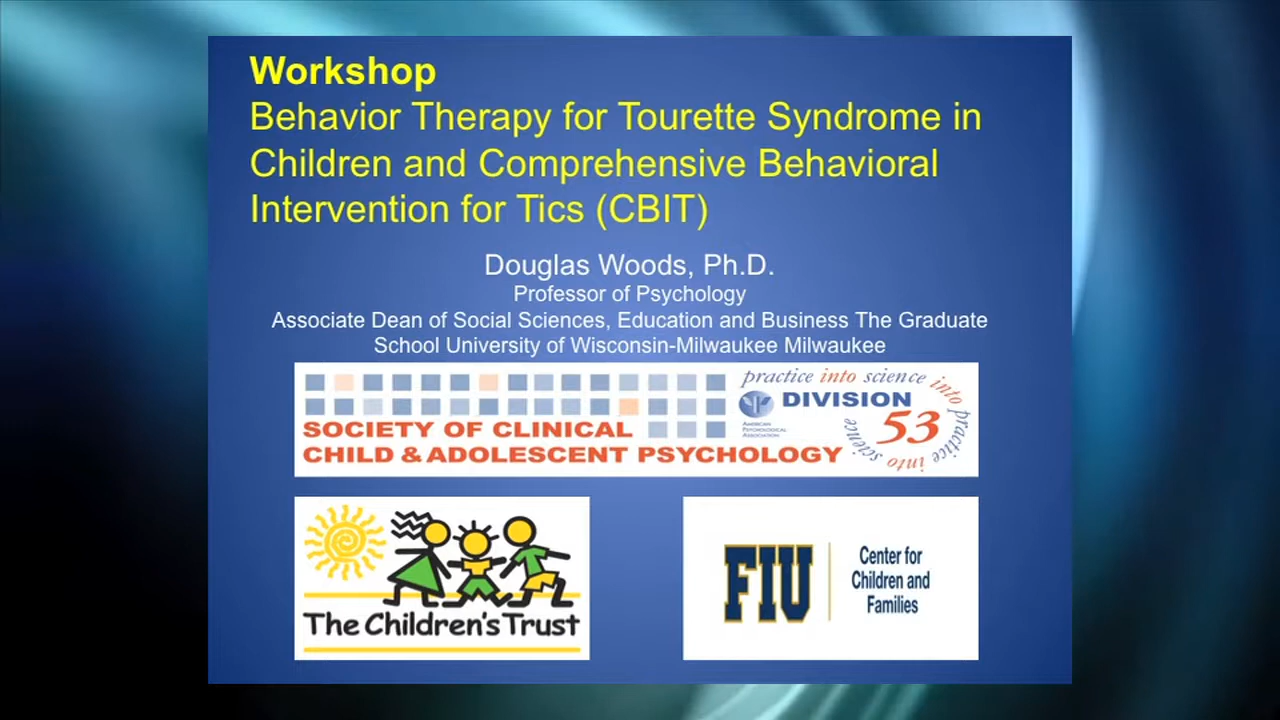 Workshop
Behavior Therapy for Tourette Syndrome in
Children and Comprehensive Behavioral
Intervention for Tics (CBIT)
Douglas Woods, Ph.D.
Professor of Psychology
Associate Dean of Social Sciences, Education and Business The Graduate
School University of Wisconsin-Milwaukee Milwaukee
practice into science into practice into science
DIVISION
53
AMERICAN
PSYCHOLOGICAL
ASSOCIATION
SOCIETY OF CLINICAL
CHILD & ADOLESCENT PSYCHOLOGY
The Children's Trust
FIU
Center for
Children and
Families